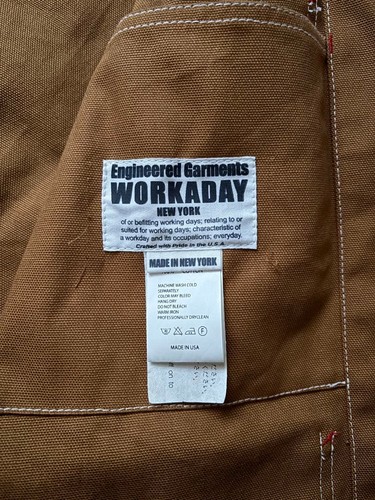 Engineered Garments
WORKADAY
NEW YORK
of or befitting working days; relating to or
suited for working days; characteristic of
a workday and its occupations; everyday.
Crafted with Pride in the U.S.A.
MADE IN NEW YORK
MACHINE WASH COLD
SEPARATELY
COLOR MAY BLEED
HANG DRY
DO NOT BLEACH
WARM IRON
PROFESSIONALLY DRYCLEAN
F
MADE IN USA